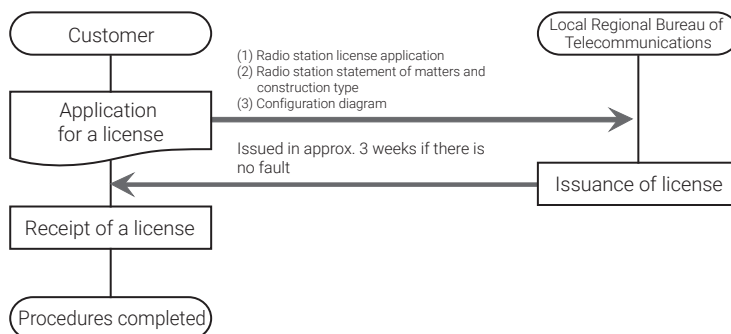 Customer
Local Regional Bureau of
Telecommunications
(1) Radio station license application
(2) Radio station statement of matters and
construction type
(3) Configuration diagram
Application
for a license
Issued in approx. 3 weeks if there is
no fault
Issuance of license
Receipt of a license
Procedures completed